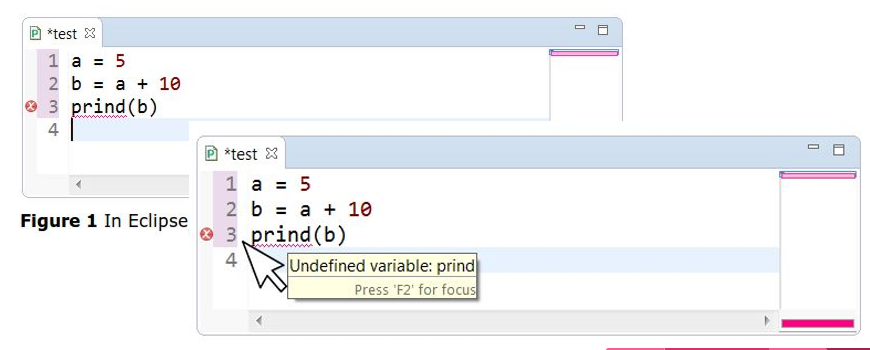 *test
1 a = 5
2 b = a + 10
3 prind(b)
4
Figure 1 In Eclipse
*test
1 a = 5
2 b = a + 10
3 prind(b)
4
Undefined variable: prind
Press 'F2' for focus